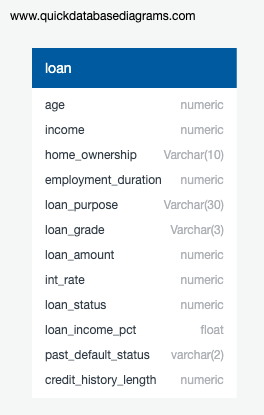 www.quickdatabasediagrams.com
loan
age numeric
income numeric
home_ownership Varchar(10)
employment_duration numeric
loan_purpose Varchar(30)
loan_grade Varchar(3)
loan_amount numeric
int_rate numeric
loan_status numeric
loan_income_pct float
past_default_status varchar(2)
credit_history_length numeric